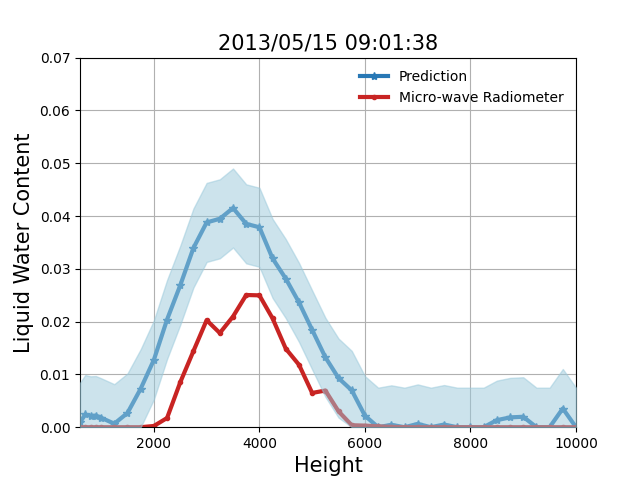 2013/05/15 09:01:38
0.07
0.06
0.05
0.04
0.03
0.02
0.01
0.00
Liquid Water Content
Prediction
Micro-wave Radiometer
2000 4000 6000 8000 10000
Height